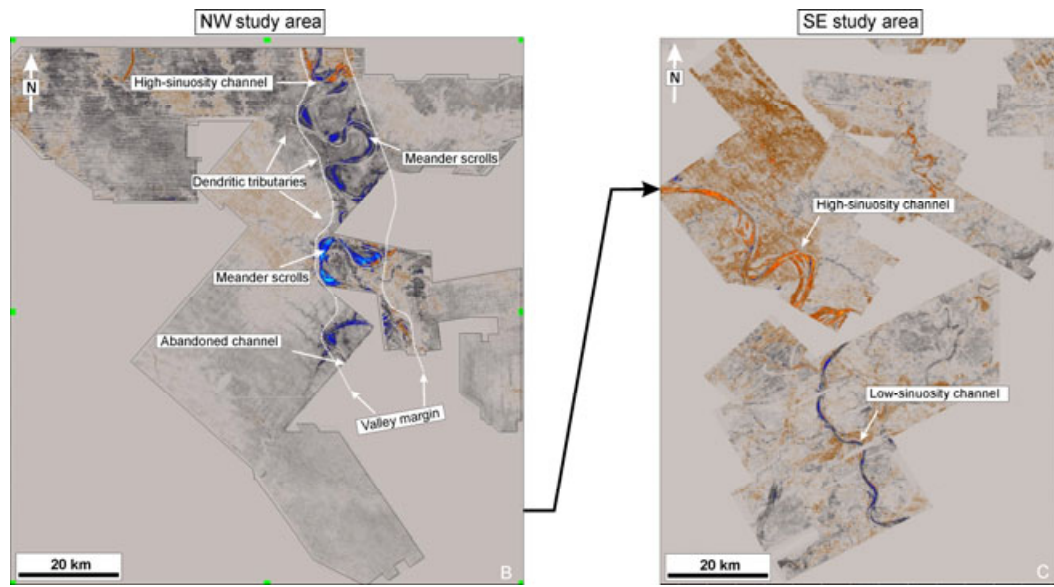 NW study area
SE study area
N
High-sinuosity channel
Meander scrolls
Dendritic tributaries
Meander scrolls
Abandoned channel
Valley margin
20 km
B
N
High-sinuosity channel
Low-sinuosity channel
20 km
C